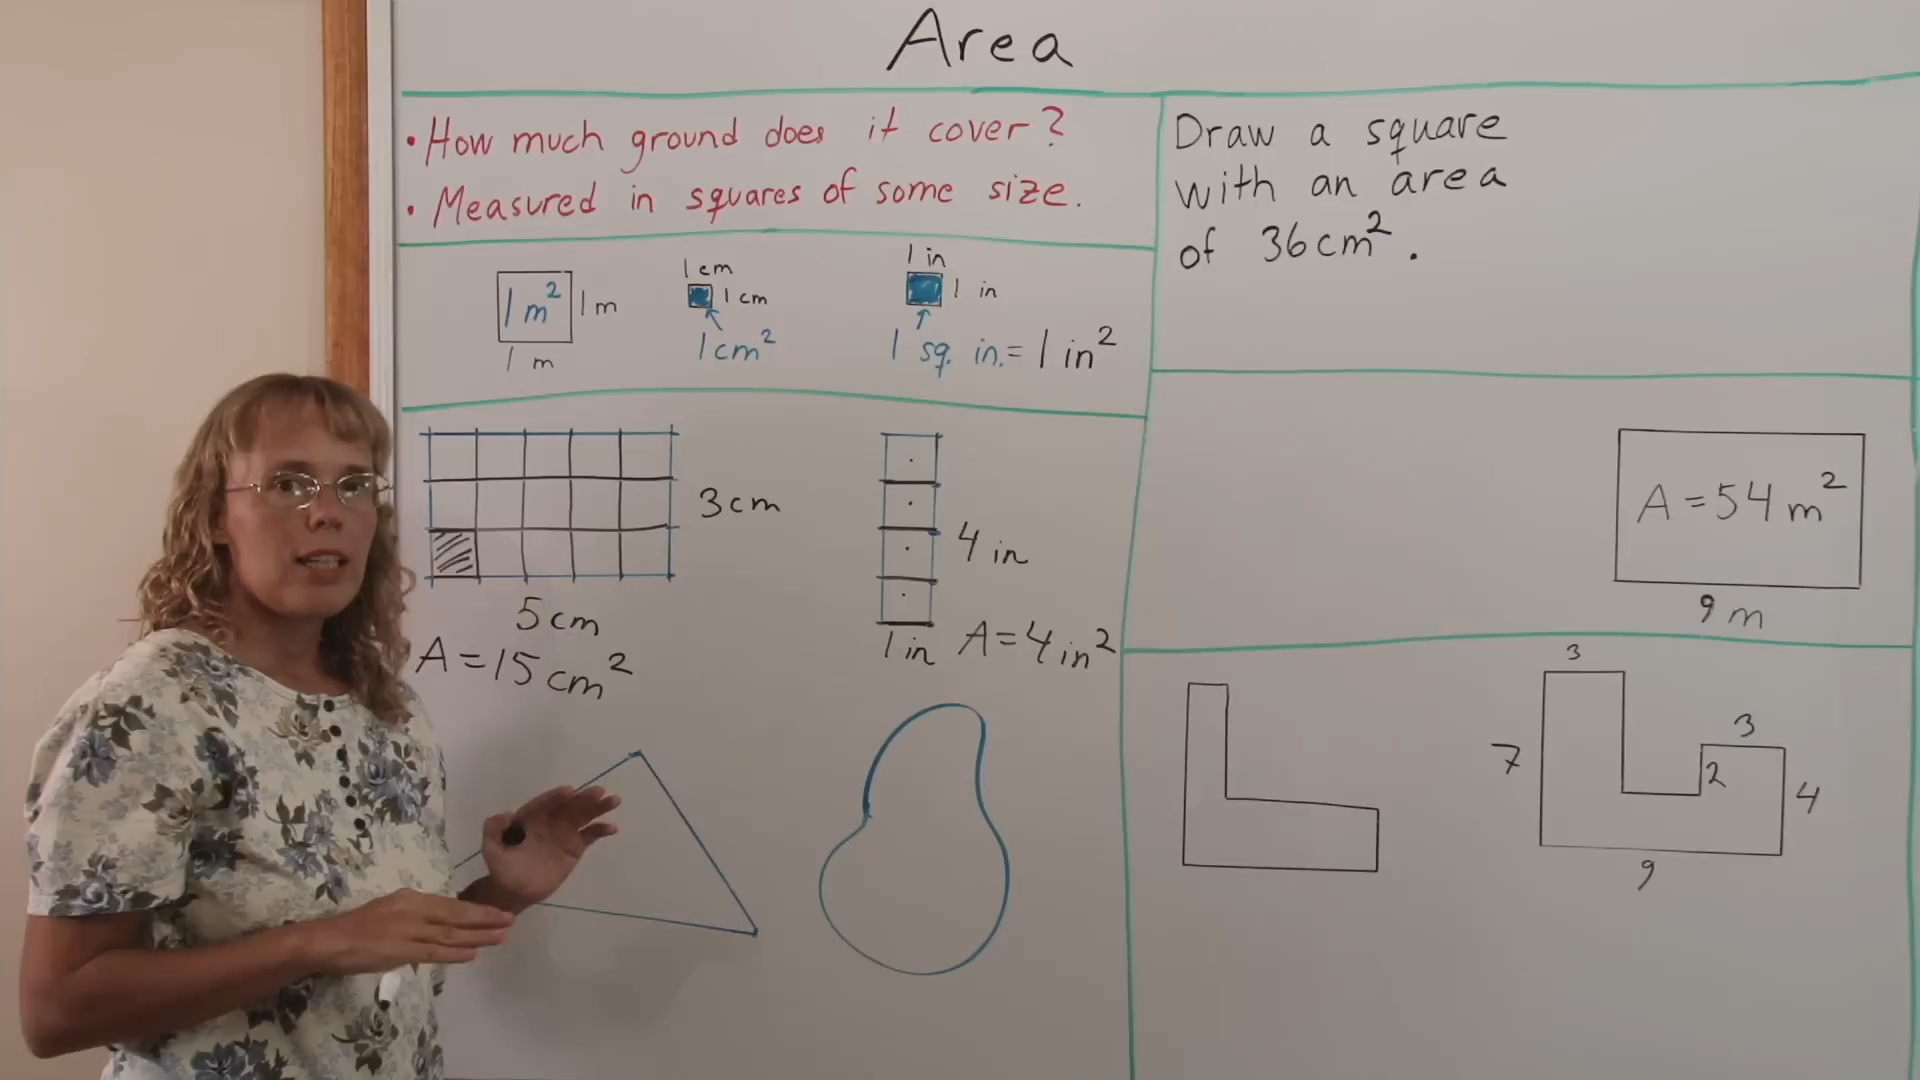 Area
• How much ground does it cover?
• Measured in squares of some size.
1 m²
1 m
1 m
1 cm
1 cm
1 cm²
1 in
1 in
1 sq. in. = 1 in²
3 cm
5 cm
A = 15 cm²
4 in
1 in
A = 4 in²
Draw a square
with an area
of 36 cm².
A = 54 m²
9 m
3
3
7
2
4
9